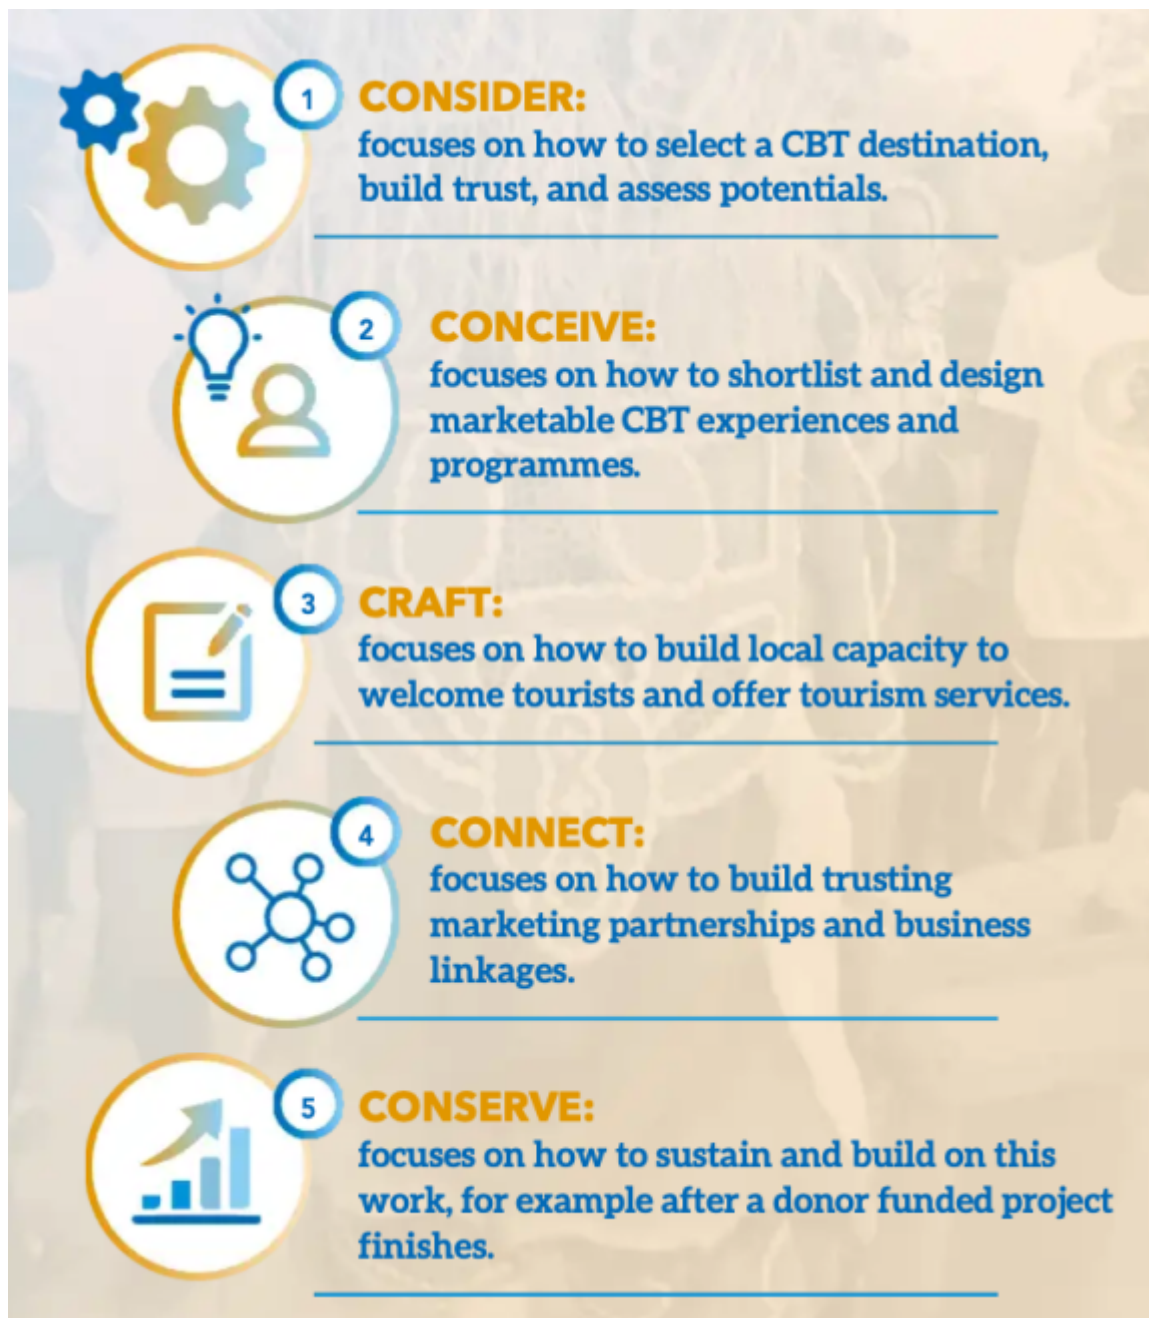 1
CONSIDER:
focuses on how to select a CBT destination,
build trust, and assess potentials.
2
CONCEIVE:
focuses on how to shortlist and design
marketable CBT experiences and
programmes.
3
CRAFT:
focuses on how to build local capacity to
welcome tourists and offer tourism services.
4
CONNECT:
focuses on how to build trusting
marketing partnerships and business
linkages.
5
CONSERVE:
focuses on how to sustain and build on this
work, for example after a donor funded project
finishes.